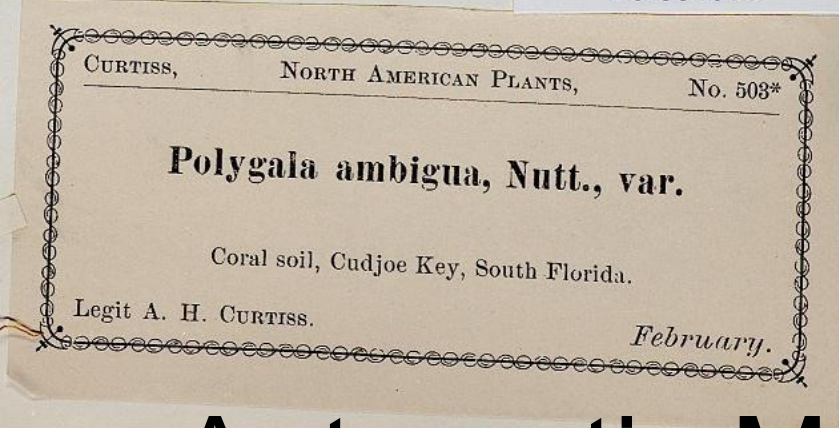 CURTISS, NORTH AMERICAN PLANTS, No. 503*
Polygala ambigua, Nutt., var.
Coral soil, Cudjoe Key, South Florida.
Legit A. H. CURTISS.
February.